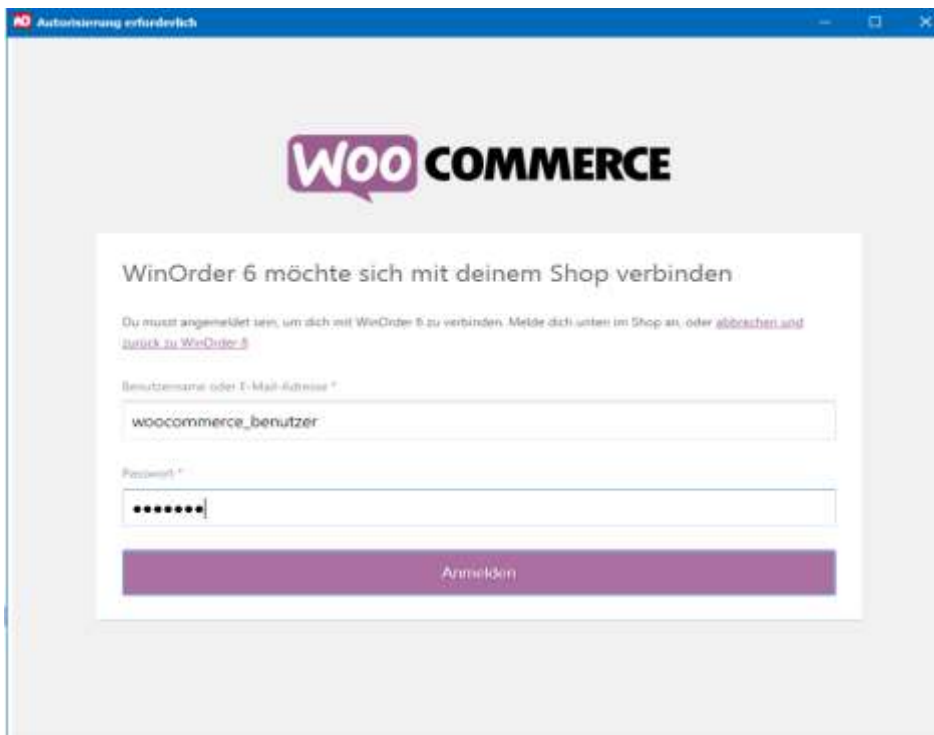 Autorisierung erforderlich
WOO COMMERCE
WinOrder 6 möchte sich mit deinem Shop verbinden
Du musst angemeldet sein, um dich mit WinOrder 6 zu verbinden. Melde dich unten im Shop an, oder abbrechen und
zurück zu WinOrder 6
Benutzername oder E-Mail-Adresse *
woocommerce_benutzer
Passwort *
•••••••
Anmelden